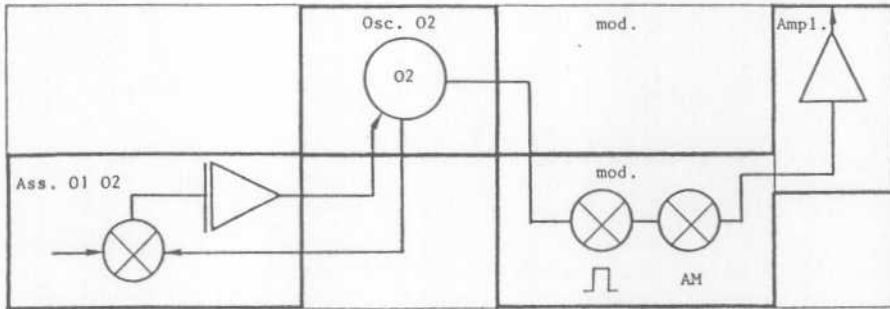 Osc. O2
mod.
Ampl.
O2
Ass. O1 O2
mod.
AM